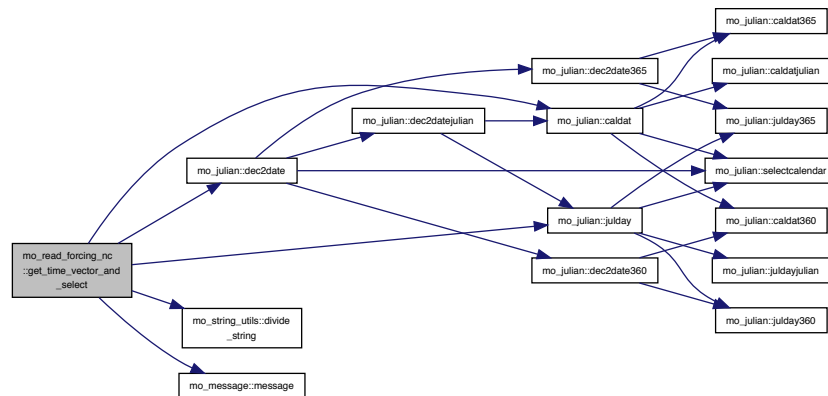 mo_julian::caldat365
mo_julian::dec2date365
mo_julian::caldatjulian
mo_julian::dec2datejulian
mo_julian::caldat
mo_julian::julday365
mo_julian::dec2date
mo_julian::selectcalendar
mo_julian::julday
mo_julian::caldat360
mo_read_forcing_nc
::get_time_vector_and
_select
mo_julian::dec2date360
mo_julian::juldayjulian
mo_string_utils::divide
_string
mo_julian::julday360
mo_message::message